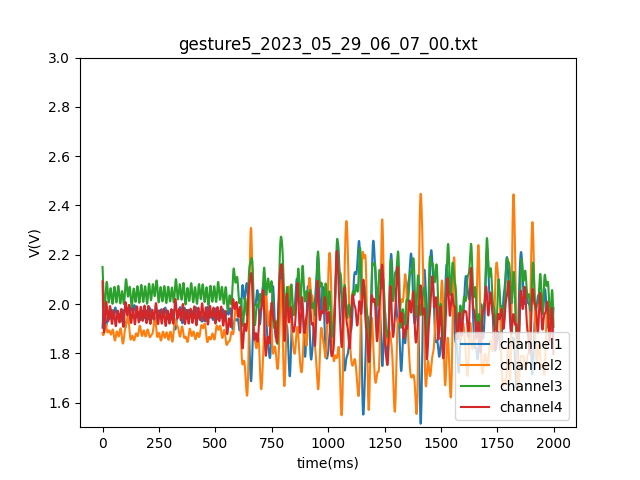 gesture5_2023_05_29_06_07_00.txt
3.0
2.8
2.6
2.4
2.2
2.0
1.8
1.6
V(V)
channel1
channel2
channel3
channel4
0 250 500 750 1000 1250 1500 1750 2000
time(ms)